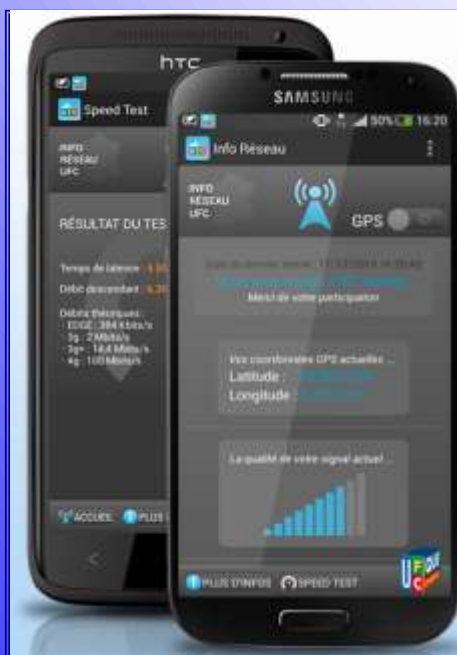 hTC
Speed Test
INFO
RÉSEAU
UFC
RÉSULTAT DU TES
Temps de latence :
Débit descendant :
Débits théoriques :
- EDGE : 384 Kbits/s
- 3g : 2 Mbits/s
- 3g+ : 14,4 Mbits/s
- 4g : 100 Mbits/s
ACCUEIL PLUS
SAMSUNG
50% 16:20
Info Réseau
INFO
RÉSEAU
UFC
GPS
Merci de votre participation
Vos coordonnées GPS actuelles ...
Latitude :
Longitude :
La qualité de votre signal actuel ...
PLUS D'INFOS SPEED TEST
UFC QUE